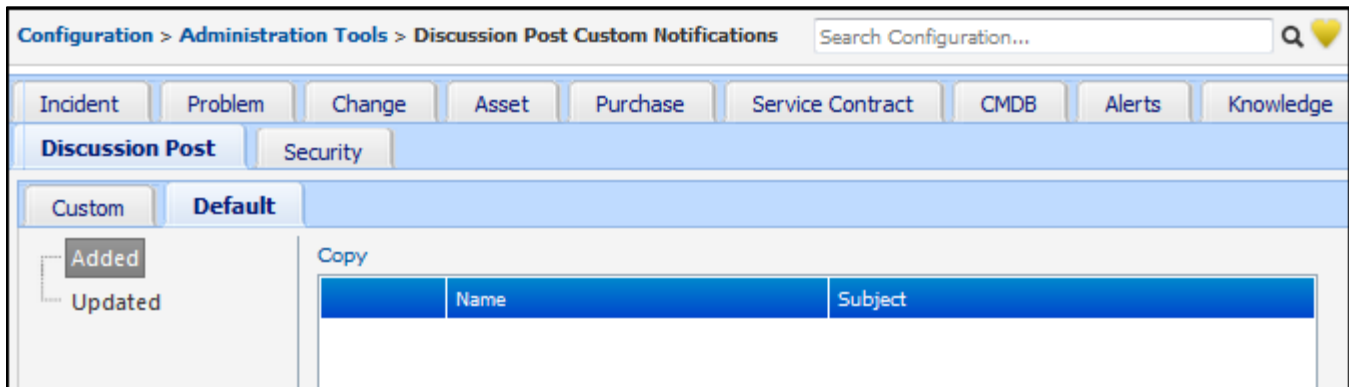 Configuration > Administration Tools > Discussion Post Custom Notifications Search Configuration...
Incident Problem Change Asset Purchase Service Contract CMDB Alerts Knowledge
Discussion Post Security
Custom Default
Added Copy
Name Subject
Updated